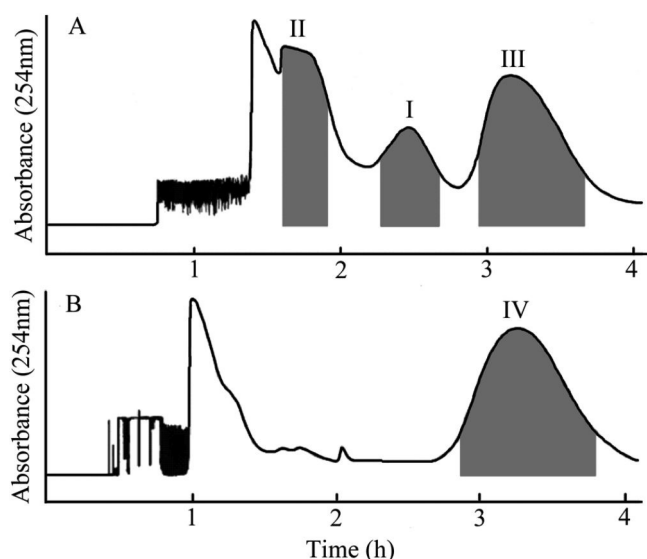 A
II
I
III
Absorbance (254nm)
1 2 3 4
B
IV
Absorbance (254nm)
1 2 3 4
Time (h)